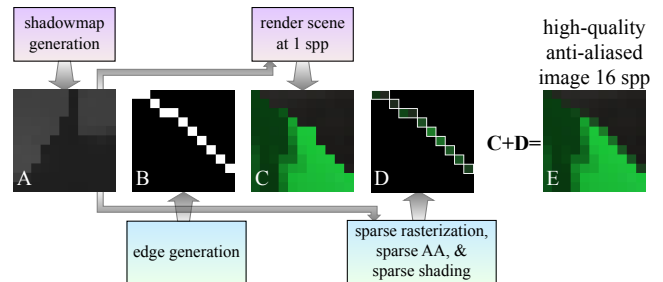 shadowmap
generation
render scene
at 1 spp
high-quality
anti-aliased
image 16 spp
A
B
C
D
C+D=
E
edge generation
sparse rasterization,
sparse AA, &
sparse shading